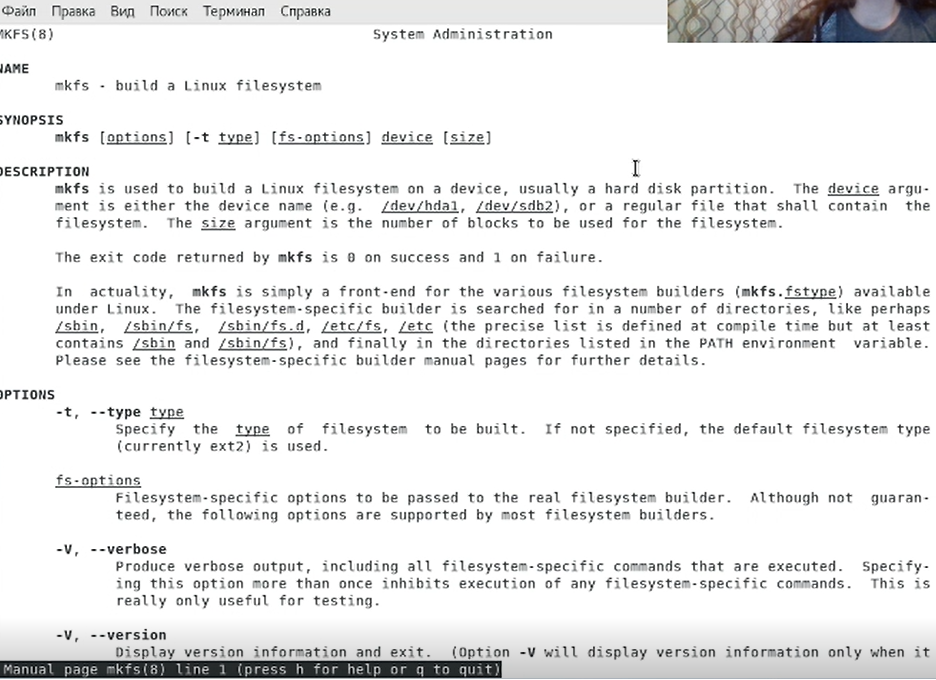 Файл Правка Вид Поиск Терминал Справка
MKFS(8) System Administration
NAME
mkfs - build a Linux filesystem
SYNOPSIS
mkfs [options] [-t type] [fs-options] device [size]
DESCRIPTION
mkfs is used to build a Linux filesystem on a device, usually a hard disk partition. The device argu-
ment is either the device name (e.g. /dev/hda1, /dev/sdb2), or a regular file that shall contain the
filesystem. The size argument is the number of blocks to be used for the filesystem.
The exit code returned by mkfs is 0 on success and 1 on failure.
In actuality, mkfs is simply a front-end for the various filesystem builders (mkfs.fstype) available
under Linux. The filesystem-specific builder is searched for in a number of directories, like perhaps
/sbin, /sbin/fs, /sbin/fs.d, /etc/fs, /etc (the precise list is defined at compile time but at least
contains /sbin and /sbin/fs), and finally in the directories listed in the PATH environment variable.
Please see the filesystem-specific builder manual pages for further details.
OPTIONS
-t, --type type
Specify the type of filesystem to be built. If not specified, the default filesystem type
(currently ext2) is used.
fs-options
Filesystem-specific options to be passed to the real filesystem builder. Although not guaran-
teed, the following options are supported by most filesystem builders.
-V, --verbose
Produce verbose output, including all filesystem-specific commands that are executed. Specify-
ing this option more than once inhibits execution of any filesystem-specific commands. This is
really only useful for testing.
-V, --version
Display version information and exit. (Option -V will display version information only when it
Manual page mkfs(8) line 1 (press h for help or q to quit)